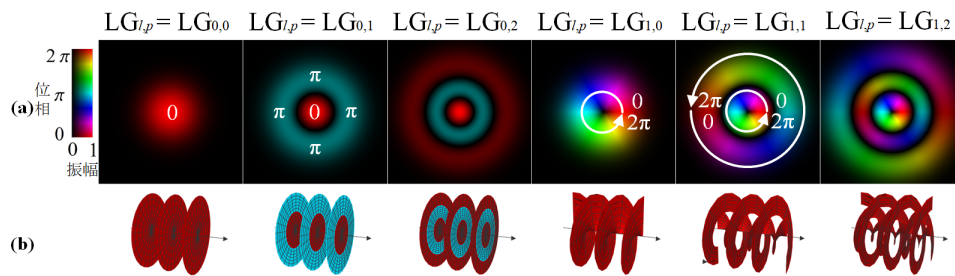 LGl,p = LG0,0 LGl,p = LG0,1 LGl,p = LG0,2 LGl,p = LG1,0 LGl,p = LG1,1 LGl,p = LG1,2
(a)
2π
位相 π
0
0 1
振幅
0
π
π 0 π
π
0
2π
2π 0
0 2π
(b)